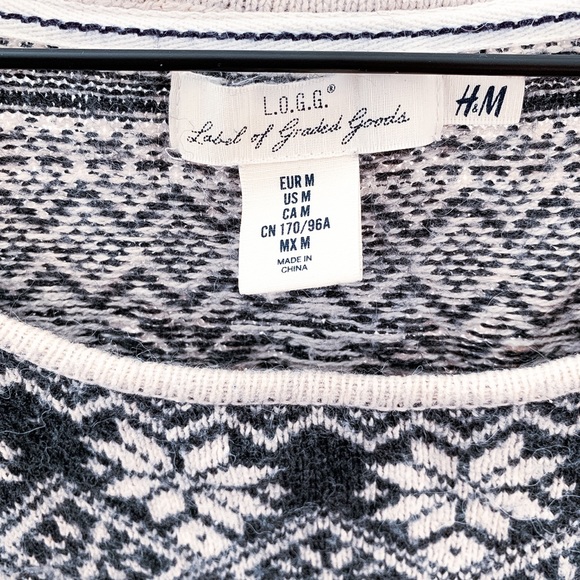 L.O.G.G.®
Label of Graded Goods
H&M
EUR M
US M
CA M
CN 170/96A
MX M
MADE IN
CHINA